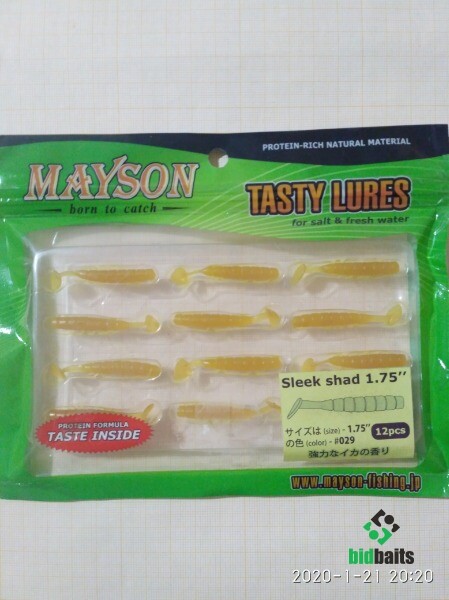 PROTEIN-RICH NATURAL MATERIAL
MAYSON
born to catch
TASTY LURES
for salt & fresh water
Sleek shad 1.75''
サイズは (size) - 1.75''
の色 (color) - #029
12pcs
強力なイカの香り
PROTEIN FORMULA
TASTE INSIDE
www.mayson-fishing.jp
bidbaits
2020-1-21 20:20